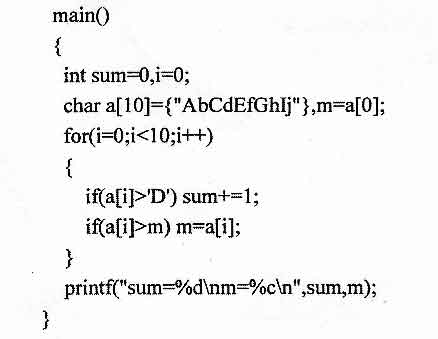 main()
{
int sum=0,i=0;
char a[10]={"AbCdEfGhIj"},m=a[0];
for(i=0;i<10;i++)
{
if(a[i]>'D') sum+=1;
if(a[i]>m) m=a[i];
}
printf("sum=%d\nm=%c\n",sum,m);
}